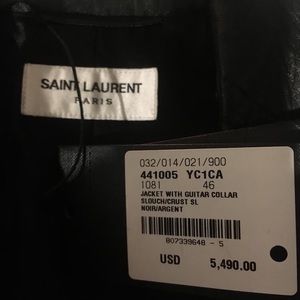 SAINT LAURENT
PARIS
032/014/021/900
441005 YC1CA
1081 46
JACKET WITH GUITAR COLLAR
SLOUCH/CRUST SL
NOIR/ARGENT
807339648 - 5
USD 5,490.00